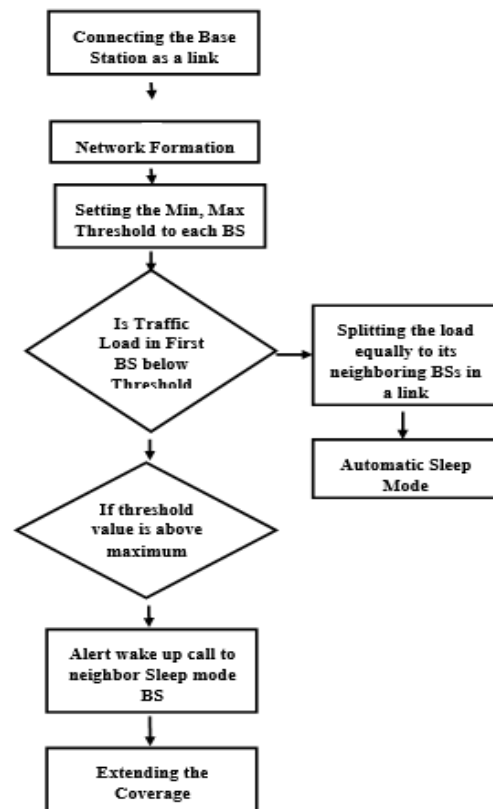 Connecting the Base
Station as a link
Network Formation
Setting the Min, Max
Threshold to each BS
Is Traffic
Load in First
BS below
Threshold
Splitting the load
equally to its
neighboring BSs in
a link
Automatic Sleep
Mode
If threshold
value is above
maximum
Alert wake up call to
neighbor Sleep mode
BS
Extending the
Coverage